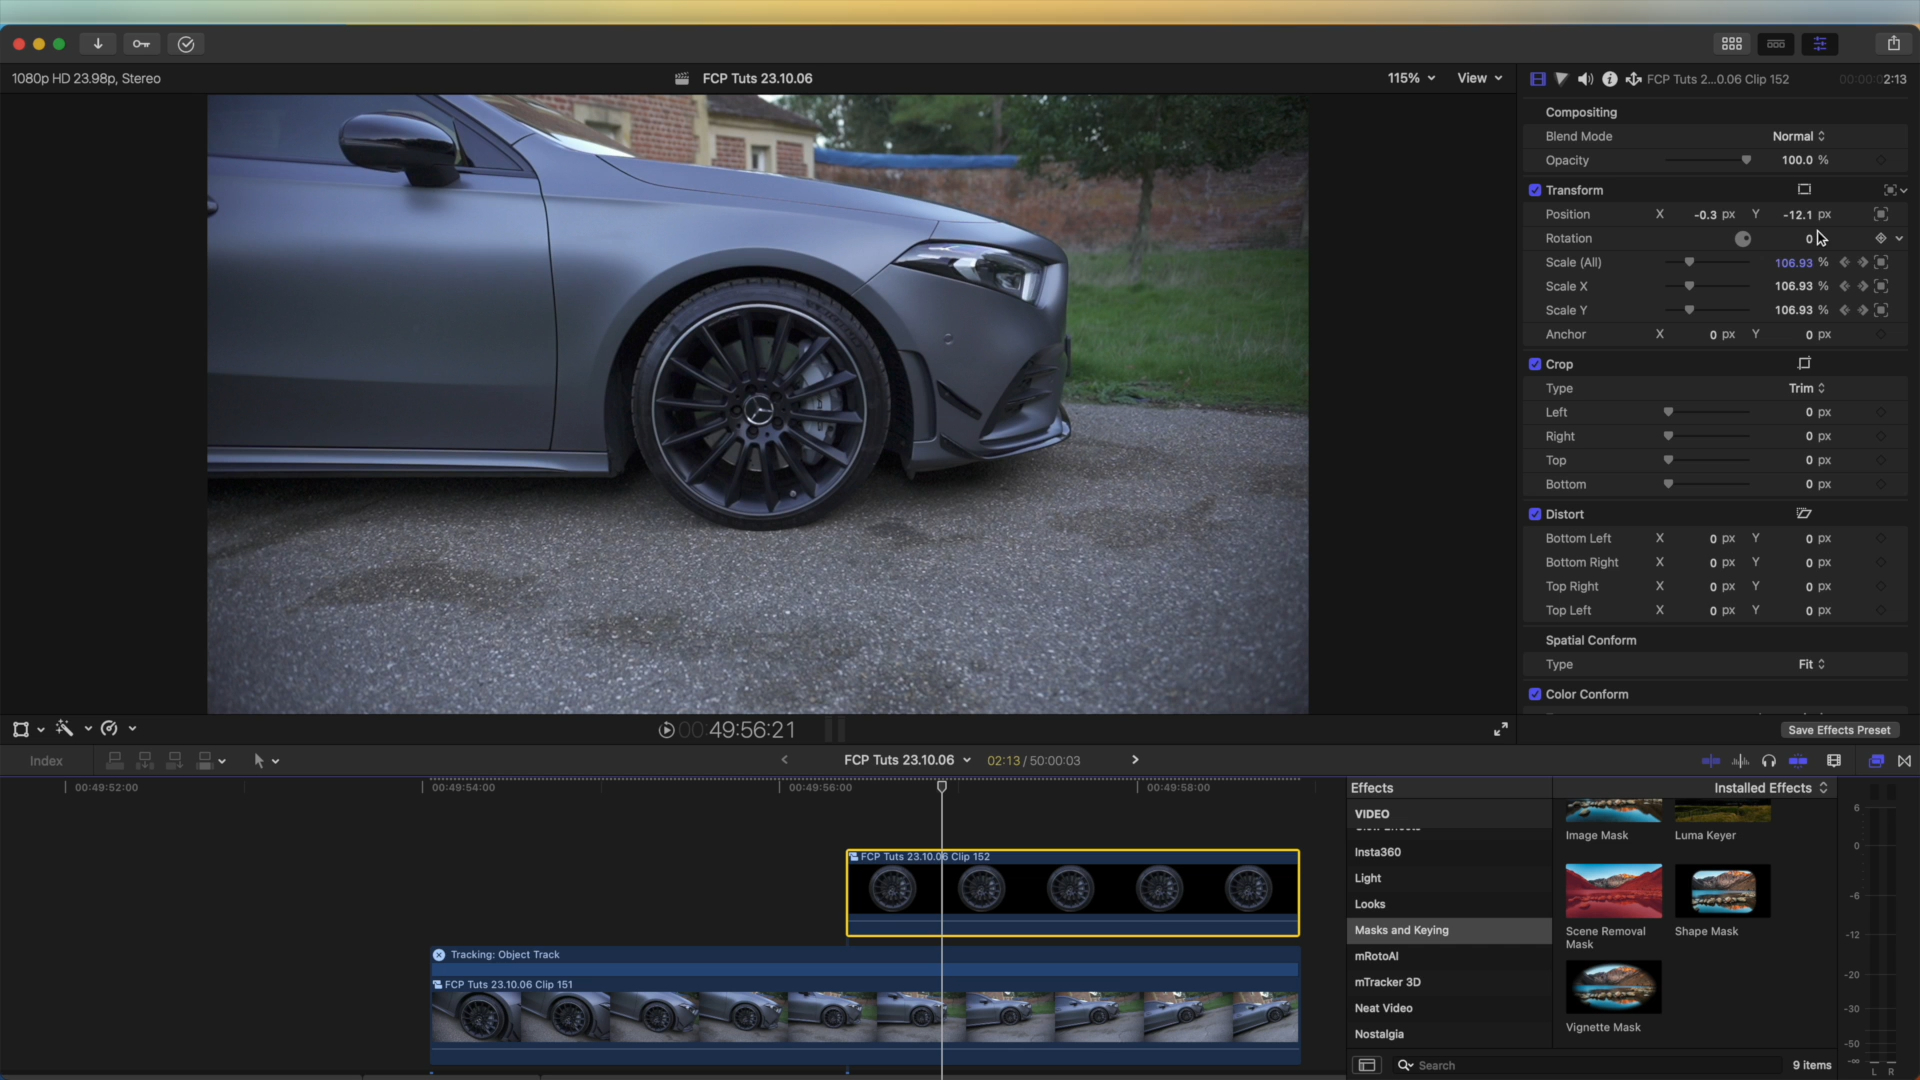 1080p HD 23.98p, Stereo
FCP Tuts 23.10.06
115%
View
FCP Tuts 2...0.06 Clip 152
00:00:02:13
Compositing
Blend Mode Normal
Opacity 100.0 %
Transform
Position X -0.3 px Y -12.1 px
Rotation 0
Scale (All) 106.93 %
Scale X 106.93 %
Scale Y 106.93 %
Anchor X 0 px Y 0 px
Crop
Type Trim
Left 0 px
Right 0 px
Top 0 px
Bottom 0 px
Distort
Bottom Left X 0 px Y 0 px
Bottom Right X 0 px Y 0 px
Top Right X 0 px Y 0 px
Top Left X 0 px Y 0 px
Spatial Conform
Type Fit
Color Conform
Save Effects Preset
00:49:56:21
Index
FCP Tuts 23.10.06
02:13 / 50:00:03
00:49:52:00
00:49:54:00
00:49:56:00
00:49:58:00
FCP Tuts 23.10.06 Clip 152
Tracking: Object Track
FCP Tuts 23.10.06 Clip 151
Effects
Installed Effects
VIDEO
Insta360
Light
Looks
Masks and Keying
mRotoAI
mTracker 3D
Neat Video
Nostalgia
Image Mask
Luma Keyer
Scene Removal
Mask
Shape Mask
Vignette Mask
Search
9 items
6
0
-6
-12
-20
-30
-50
-∞
L R